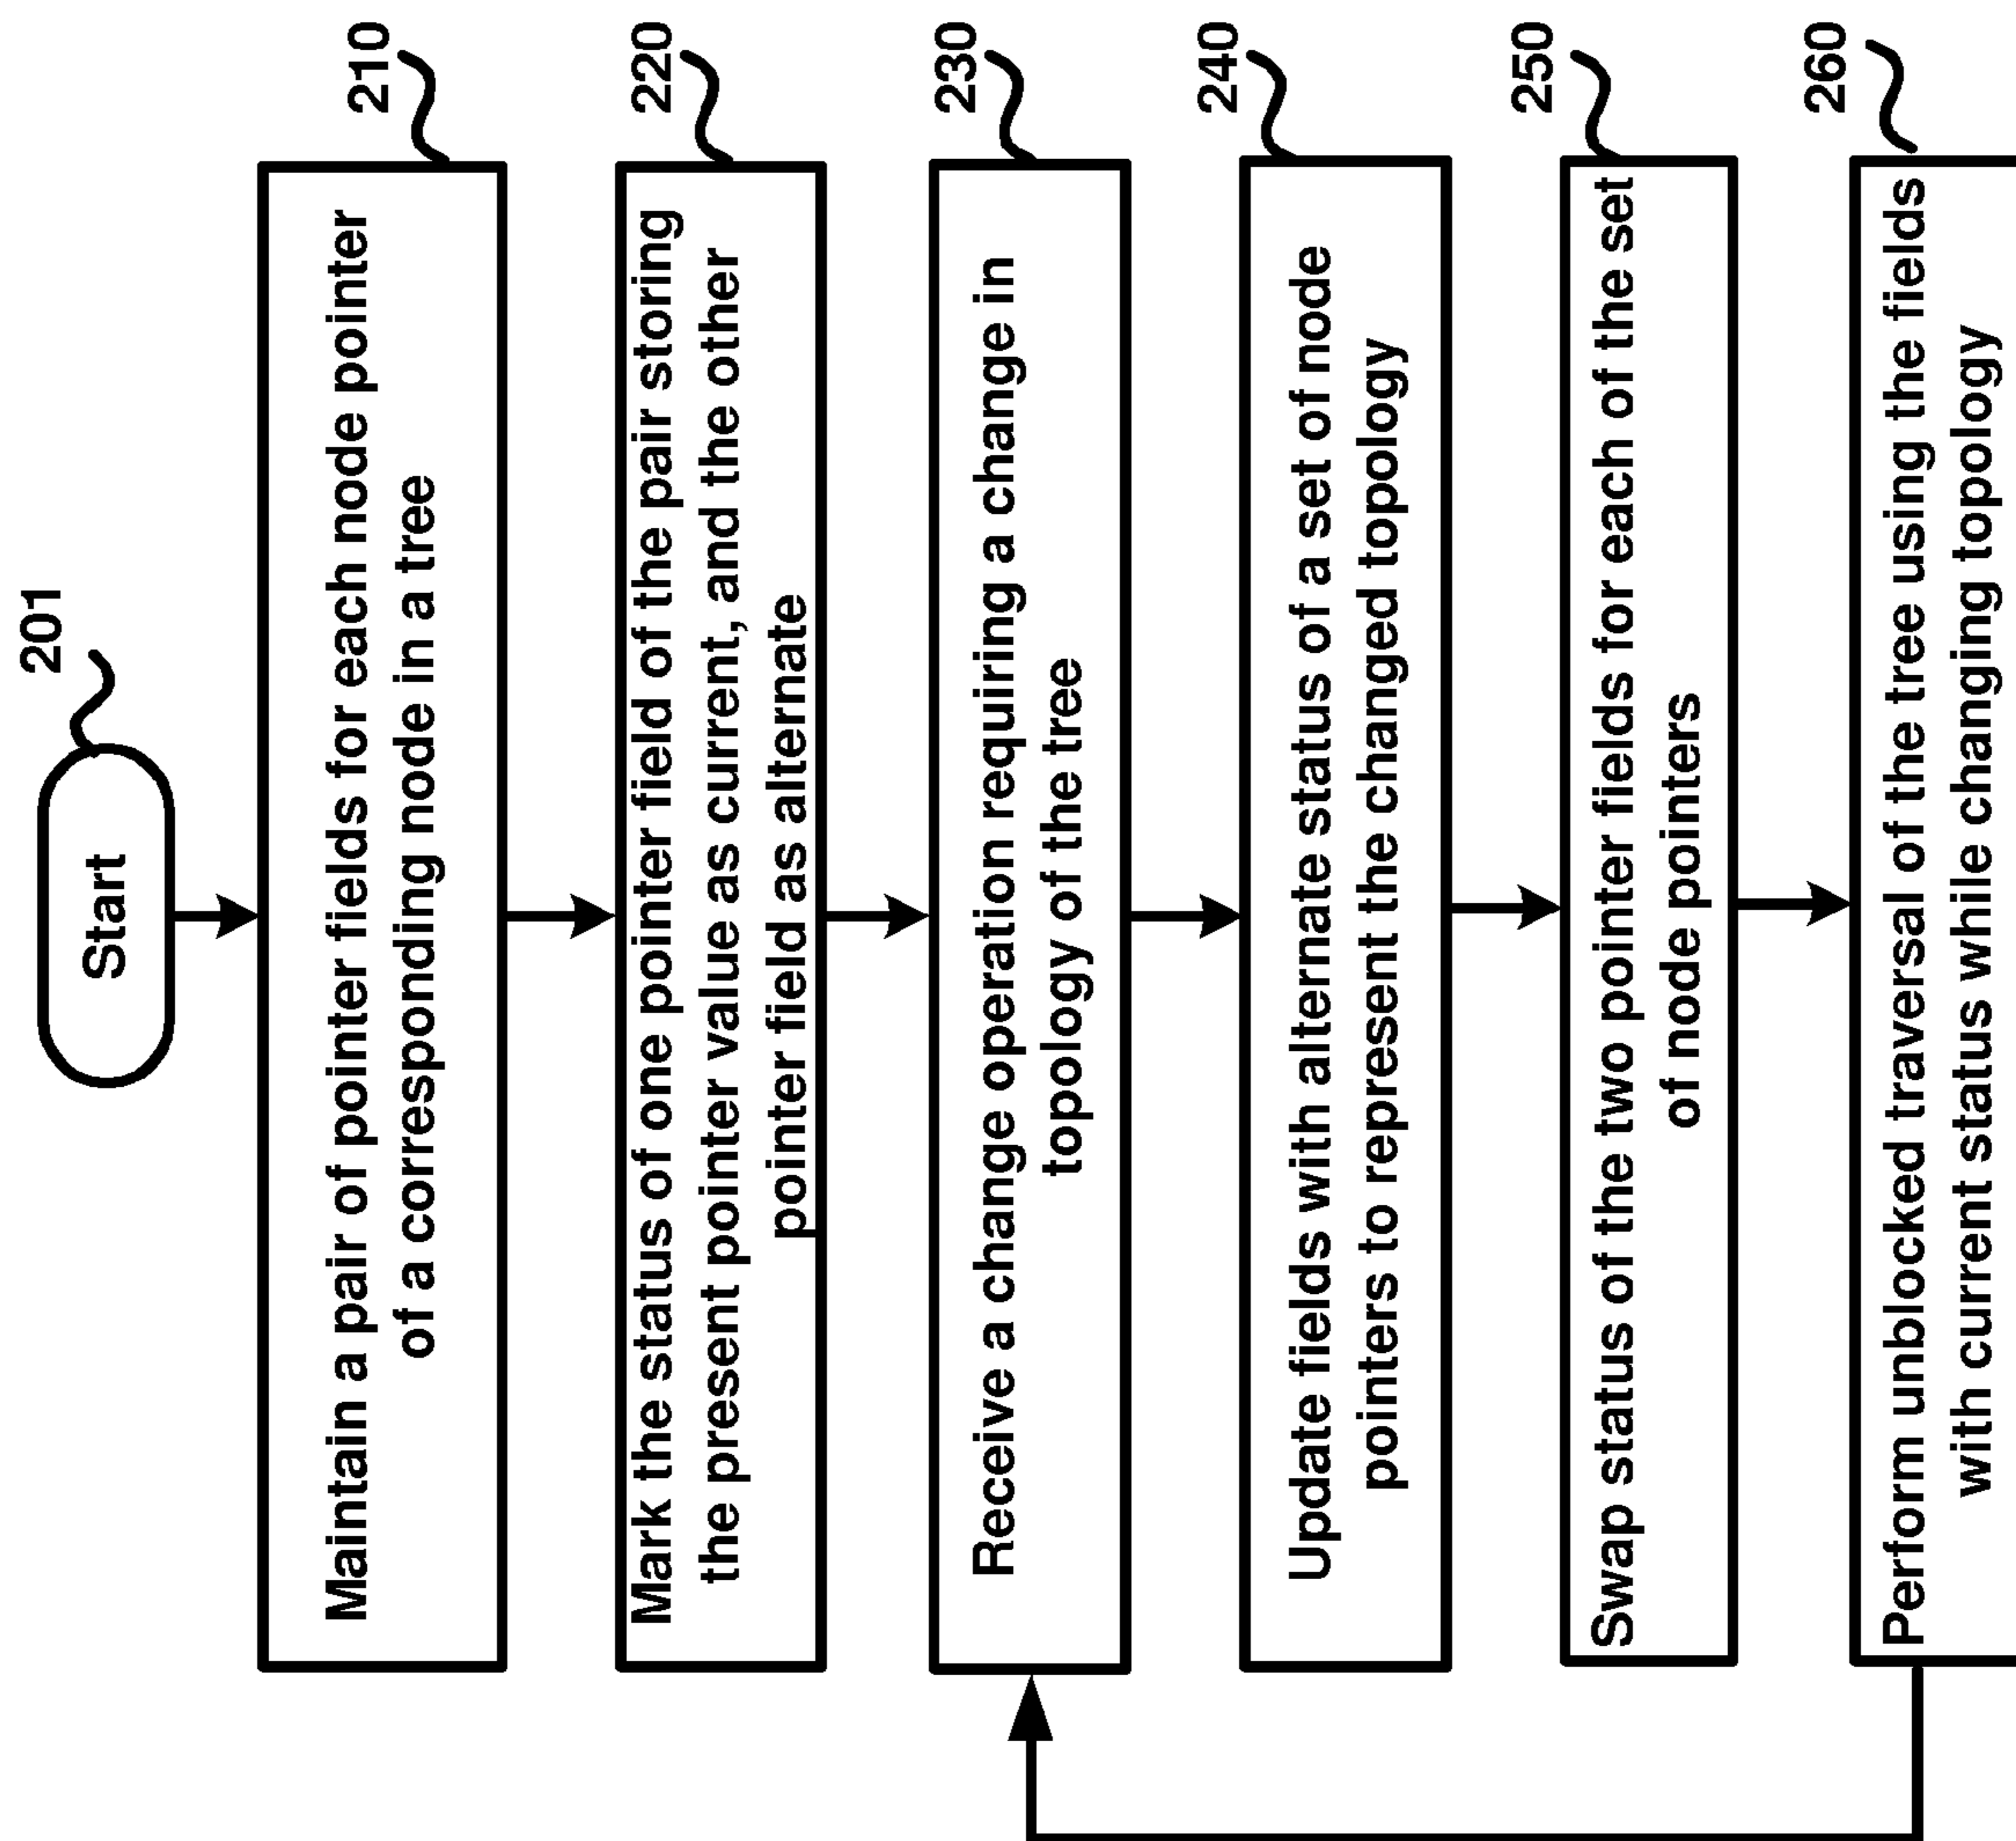 201
Start
210
Maintain a pair of pointer fields for each node pointer
of a corresponding node in a tree
220
Mark the status of one pointer field of the pair storing
the present pointer value as current, and the other
pointer field as alternate
230
Receive a change operation requiring a change in
topology of the tree
240
Update fields with alternate status of a set of node
pointers to represent the changed topology
250
Swap status of the two pointer fields for each of the set
of node pointers
260
Perform unblocked traversal of the tree using the fields
with current status while changing topology